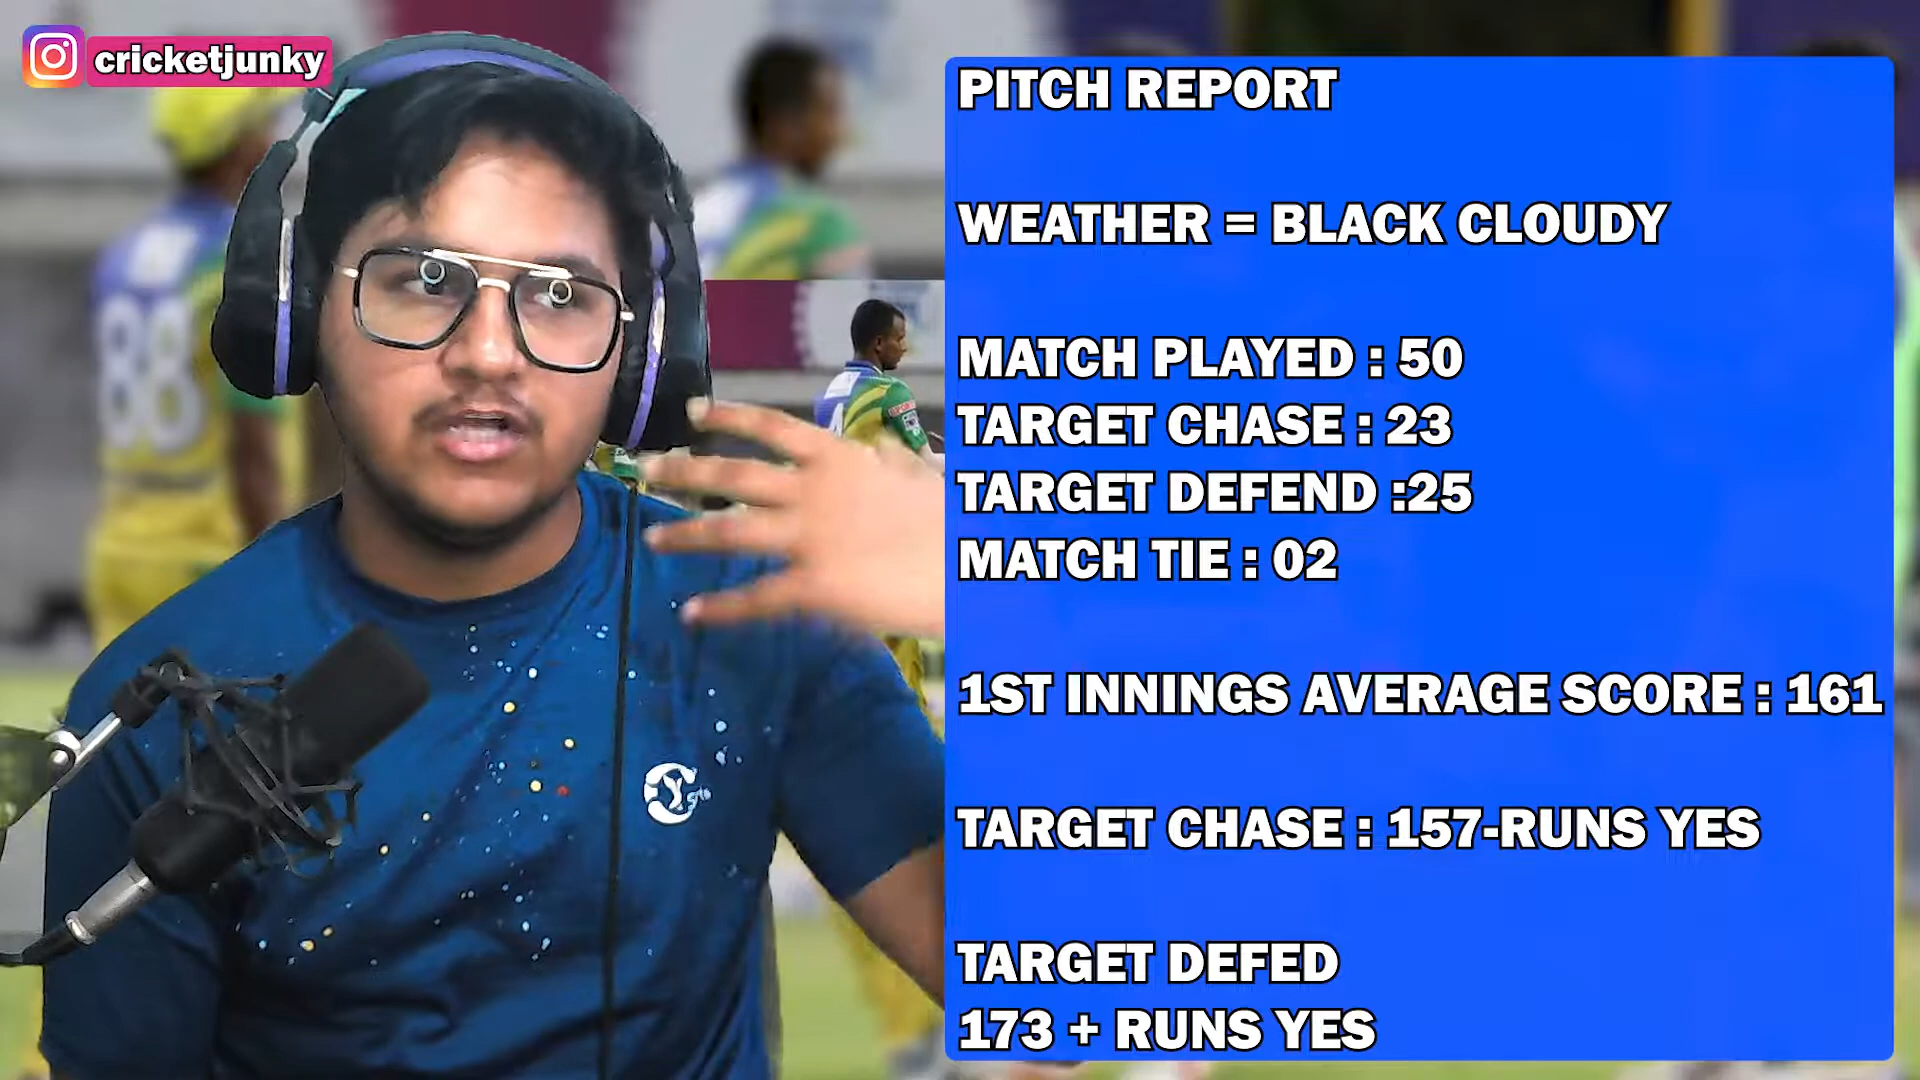 cricketjunky
PITCH REPORT
WEATHER = BLACK CLOUDY
MATCH PLAYED : 50
TARGET CHASE : 23
TARGET DEFEND :25
MATCH TIE : 02
1ST INNINGS AVERAGE SCORE : 161
TARGET CHASE : 157-RUNS YES
TARGET DEFED
173 + RUNS YES
88